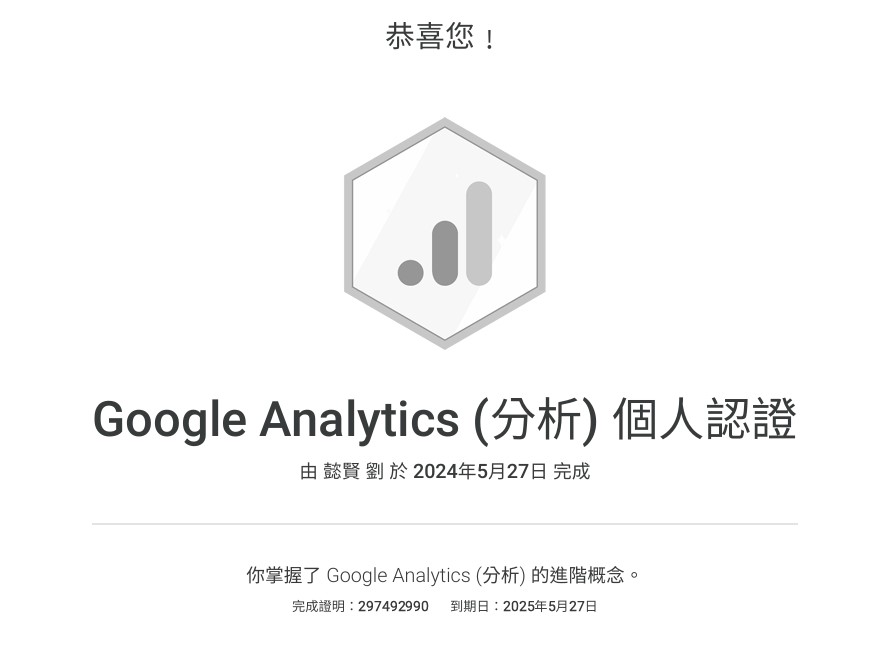 恭喜您！
Google Analytics (分析) 個人認證
由 懿賢 劉 於 2024年5月27日 完成
你掌握了 Google Analytics (分析) 的進階概念。
完成證明：297492990 到期日：2025年5月27日